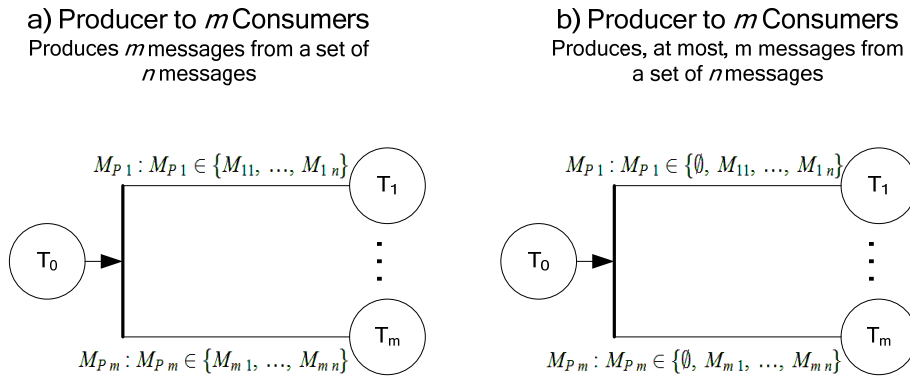 a) Producer to m Consumers
Produces m messages from a set of
n messages
M_{P 1} : M_{P 1} ∈ {M_{11}, …, M_{1 n}}
T_1
T_0
T_m
M_{P m} : M_{P m} ∈ {M_{m 1}, …, M_{m n}}
b) Producer to m Consumers
Produces, at most, m messages from
a set of n messages
M_{P 1} : M_{P 1} ∈ {∅, M_{11}, …, M_{1 n}}
T_1
T_0
T_m
M_{P m} : M_{P m} ∈ {∅, M_{m 1}, …, M_{m n}}